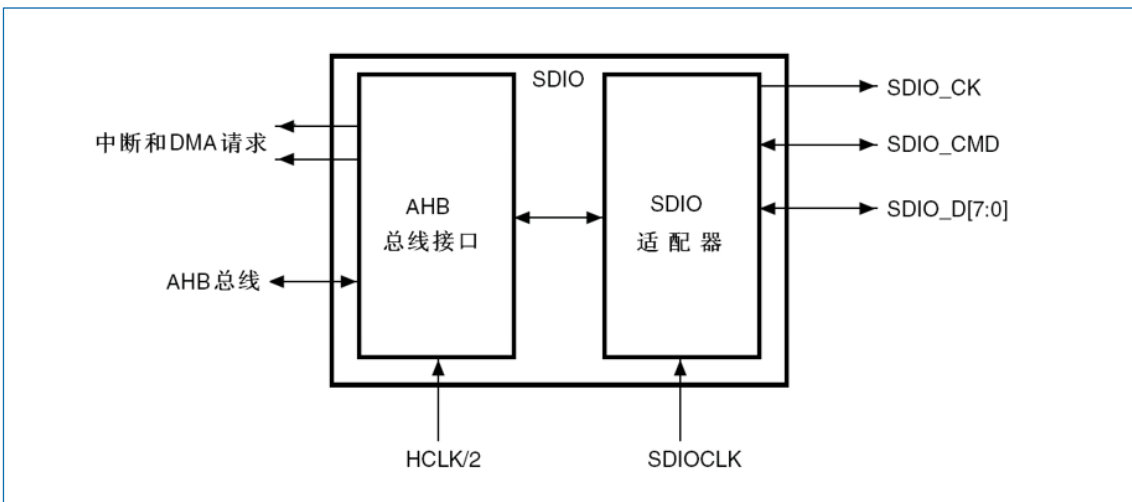 SDIO
SDIO_CK
中断和DMA请求
SDIO_CMD
AHB
总线接口
SDIO
适配器
SDIO_D[7:0]
AHB总线
HCLK/2
SDIOCLK